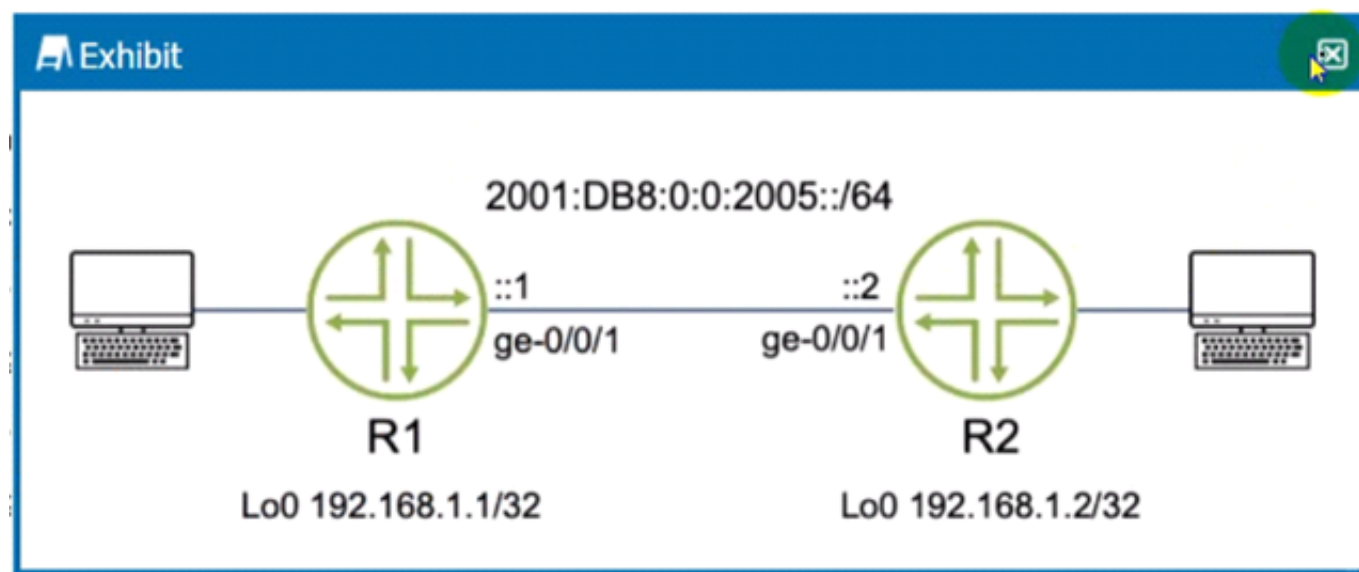 Exhibit
2001:DB8:0:0:2005::/64
::1
::2
ge-0/0/1
ge-0/0/1
R1
R2
Lo0 192.168.1.1/32
Lo0 192.168.1.2/32